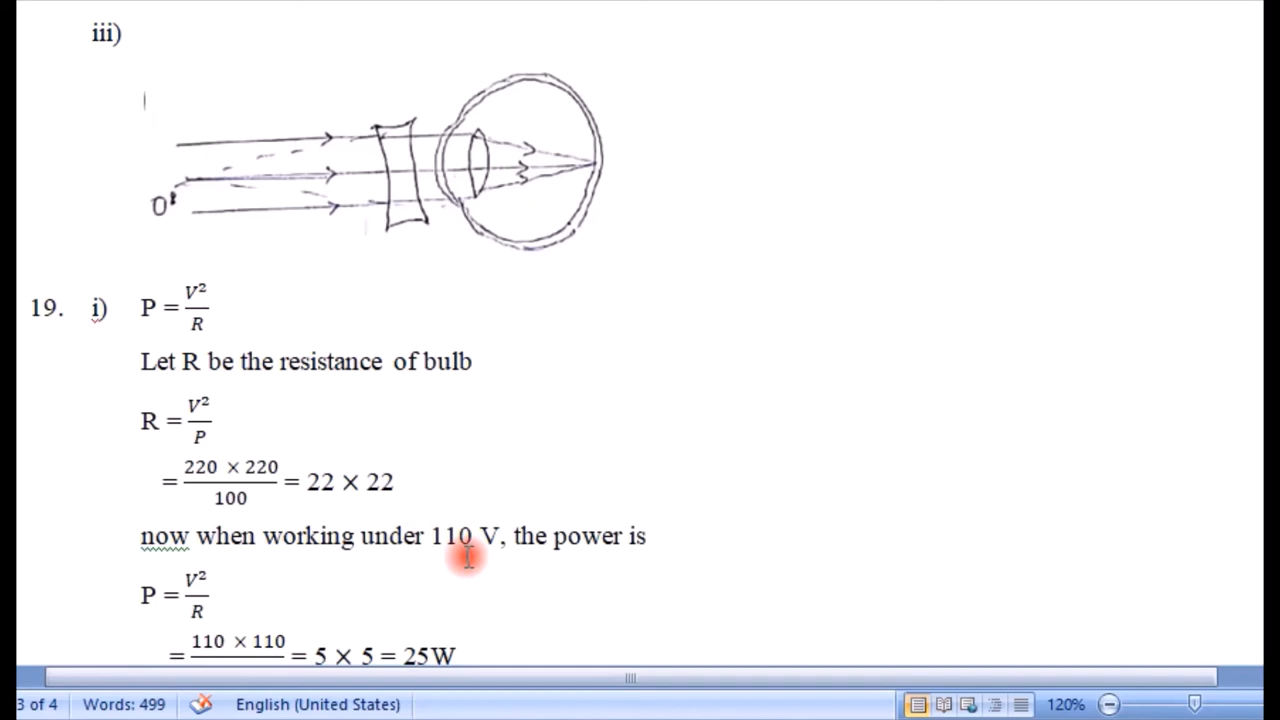 iii)
O'
19. i) P = V²/R
Let R be the resistance of bulb
R = V²/P
= 220 × 220 / 100 = 22 × 22
now when working under 110 V, the power is
P = V²/R
= 110 × 110 = 5 × 5 = 25W
3 of 4 Words: 499 English (United States) 120%